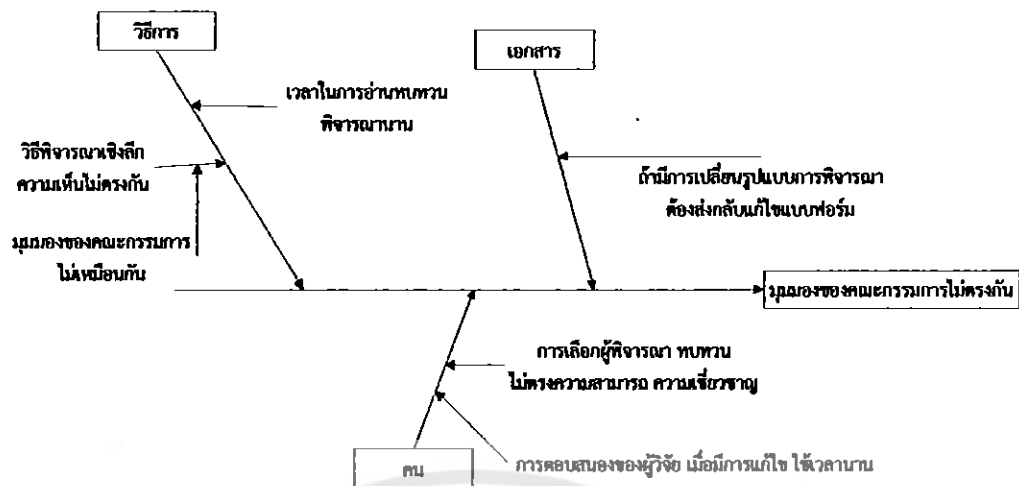 วิธีการ
เอกสาร
เวลาในการอ่านทบทวน
พิจารณานาน
วิธีพิจารณาเชิงลึก
ความเห็นไม่ตรงกัน
ถ้ามีการเปลี่ยนรูปแบบการพิจารณา
ต้องส่งกลับแก้ไขแบบฟอร์ม
มุมมองของคณะกรรมการ
ไม่เหมือนกัน
มุมมองของคณะกรรมการไม่ตรงกัน
การเลือกผู้พิจารณา ทบทวน
ไม่ตรงความสามารถ ความเชี่ยวชาญ
คน
การตอบสนองของผู้วิจัย เมื่อมีการแก้ไข ใช้เวลานาน